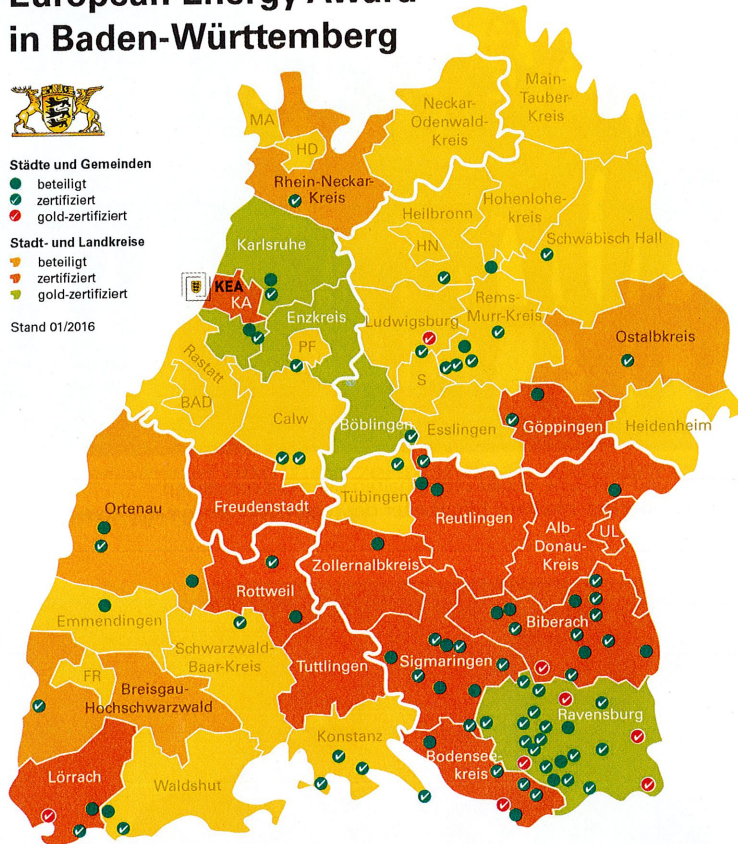 European Energy Award
in Baden-Württemberg
Städte und Gemeinden
beteiligt
zertifiziert
gold-zertifiziert
Stadt- und Landkreise
beteiligt
zertifiziert
gold-zertifiziert
Stand 01/2016
Main-
Tauber-
Kreis
Neckar-
Odenwald-
Kreis
MA
HD
Rhein-Neckar-
Kreis
Heilbronn
HN
Hohenlohe-
kreis
Schwäbisch Hall
Karlsruhe
KEA
KA
Enzkreis
PF
Ludwigsburg
Rems-
Murr-Kreis
Ostalbkreis
Rastatt
BAD
Calw
S
Böblingen
Esslingen
Göppingen
Heidenheim
Ortenau
Freudenstadt
Tübingen
Reutlingen
Alb-
Donau-
Kreis
UL
Rottweil
Zollernalbkreis
Emmendingen
Schwarzwald-
Baar-Kreis
Tuttlingen
Sigmaringen
Biberach
FR
Breisgau-
Hochschwarzwald
Ravensburg
Konstanz
Bodensee-
kreis
Lörrach
Waldshut